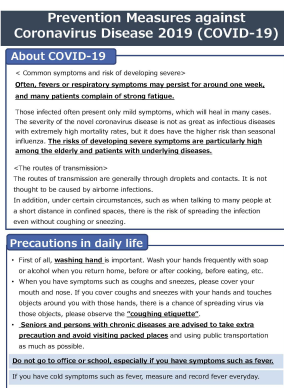 Prevention Measures against
Coronavirus Disease 2019 (COVID-19)
About COVID-19
< Common symptoms and risk of developing severe>
Often, fevers or respiratory symptoms may persist for around one week,
and many patients complain of strong fatigue.
Those infected often present only mild symptoms, which will heal in many cases.
The severity of the novel coronavirus disease is not as great as infectious diseases
with extremely high mortality rates, but it does have the higher risk than seasonal
influenza. The risks of developing severe symptoms are particularly high
among the elderly and patients with underlying diseases.
<The routes of transmission>
The routes of transmission are generally through droplets and contacts. It is not
thought to be caused by airborne infections.
In addition, under certain circumstances, such as when talking to many people at
a short distance in confined spaces, there is the risk of spreading the infection
even without coughing or sneezing.
Precautions in daily life
• First of all, washing hand is important. Wash your hands frequently with soap
or alcohol when you return home, before or after cooking, before eating, etc.
• When you have symptoms such as coughs and sneezes, please cover your
mouth and nose. If you cover coughs and sneezes with your hands and touches
objects around you with those hands, there is a chance of spreading virus via
those objects, please observe the "coughing etiquette".
• Seniors and persons with chronic diseases are advised to take extra
precaution and avoid visiting packed places and using public transportation
as much as possible.
Do not go to office or school, especially if you have symptoms such as fever.
If you have cold symptoms such as fever, measure and record fever everyday.